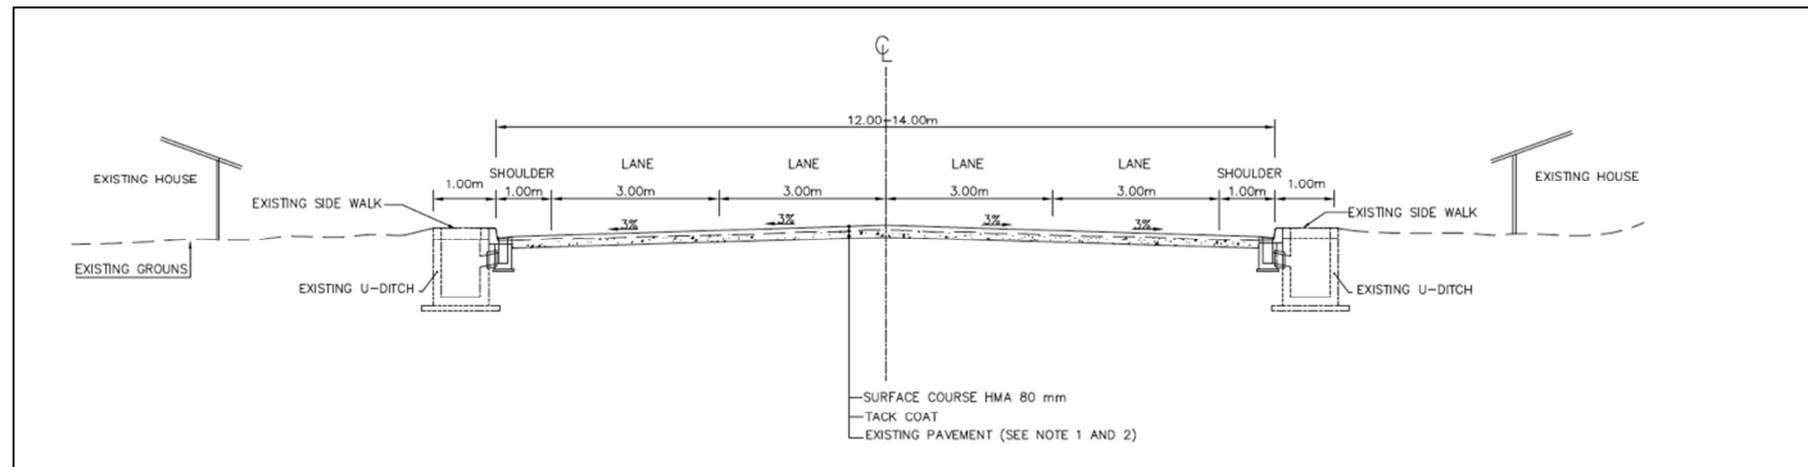 CL
12.00-14.00m
LANE
LANE
LANE
LANE
SHOULDER
SHOULDER
EXISTING HOUSE
EXISTING HOUSE
1.00m
1.00m
3.00m
3.00m
3.00m
3.00m
1.00m
1.00m
EXISTING SIDE WALK
EXISTING SIDE WALK
3%
3%
3%
3%
EXISTING GROUNS
EXISTING U-DITCH
EXISTING U-DITCH
SURFACE COURSE HMA 80 mm
TACK COAT
EXISTING PAVEMENT (SEE NOTE 1 AND 2)